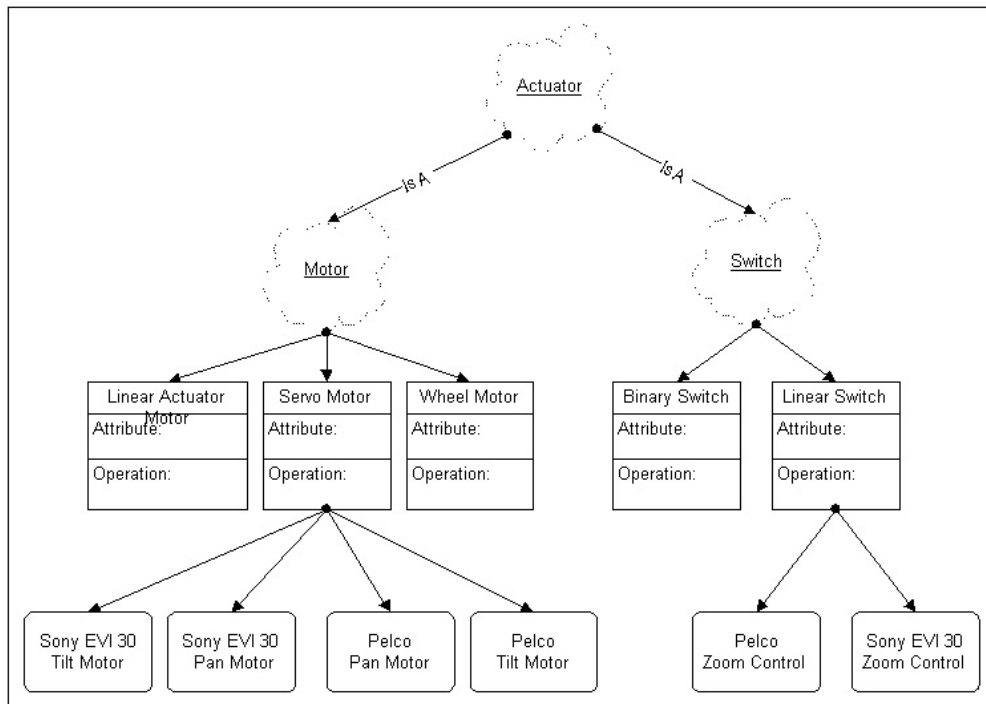 Actuator
Is A
Is A
Motor
Switch
Linear Actuator
Motor
Attribute:
Operation:
Servo Motor
Attribute:
Operation:
Wheel Motor
Attribute:
Operation:
Binary Switch
Attribute:
Operation:
Linear Switch
Attribute:
Operation:
Sony EVI 30
Tilt Motor
Sony EVI 30
Pan Motor
Pelco
Pan Motor
Pelco
Tilt Motor
Pelco
Zoom Control
Sony EVI 30
Zoom Control